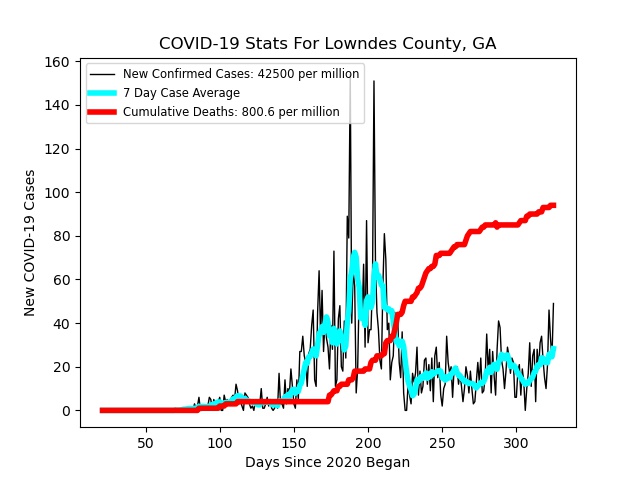 COVID-19 Stats For Lowndes County, GA
New Confirmed Cases: 42500 per million
7 Day Case Average
Cumulative Deaths: 800.6 per million
160
140
120
100
80
60
40
20
0
New COVID-19 Cases
50 100 150 200 250 300
Days Since 2020 Began